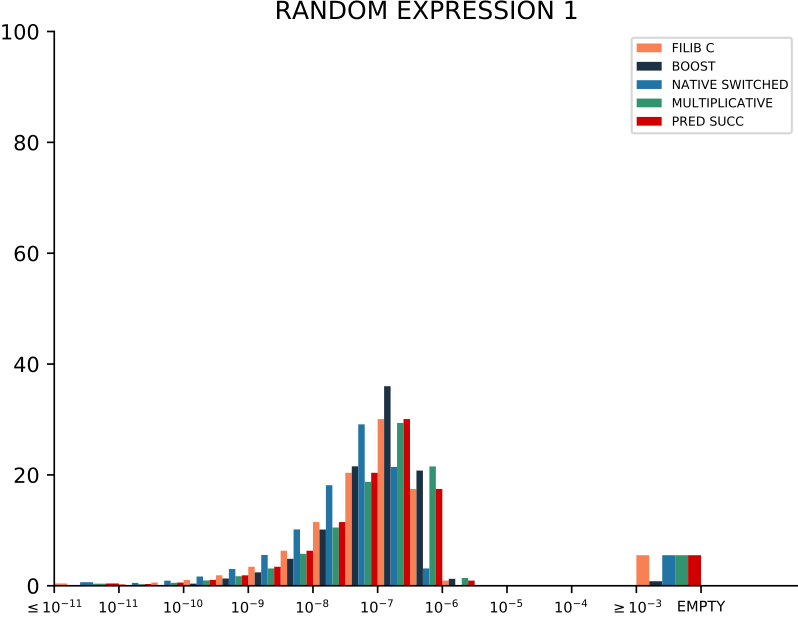 RANDOM EXPRESSION 1
100
80
60
40
20
0
FILIB C
BOOST
NATIVE SWITCHED
MULTIPLICATIVE
PRED SUCC
≤ 10⁻¹¹ 10⁻¹¹ 10⁻¹⁰ 10⁻⁹ 10⁻⁸ 10⁻⁷ 10⁻⁶ 10⁻⁵ 10⁻⁴ ≥ 10⁻³ EMPTY